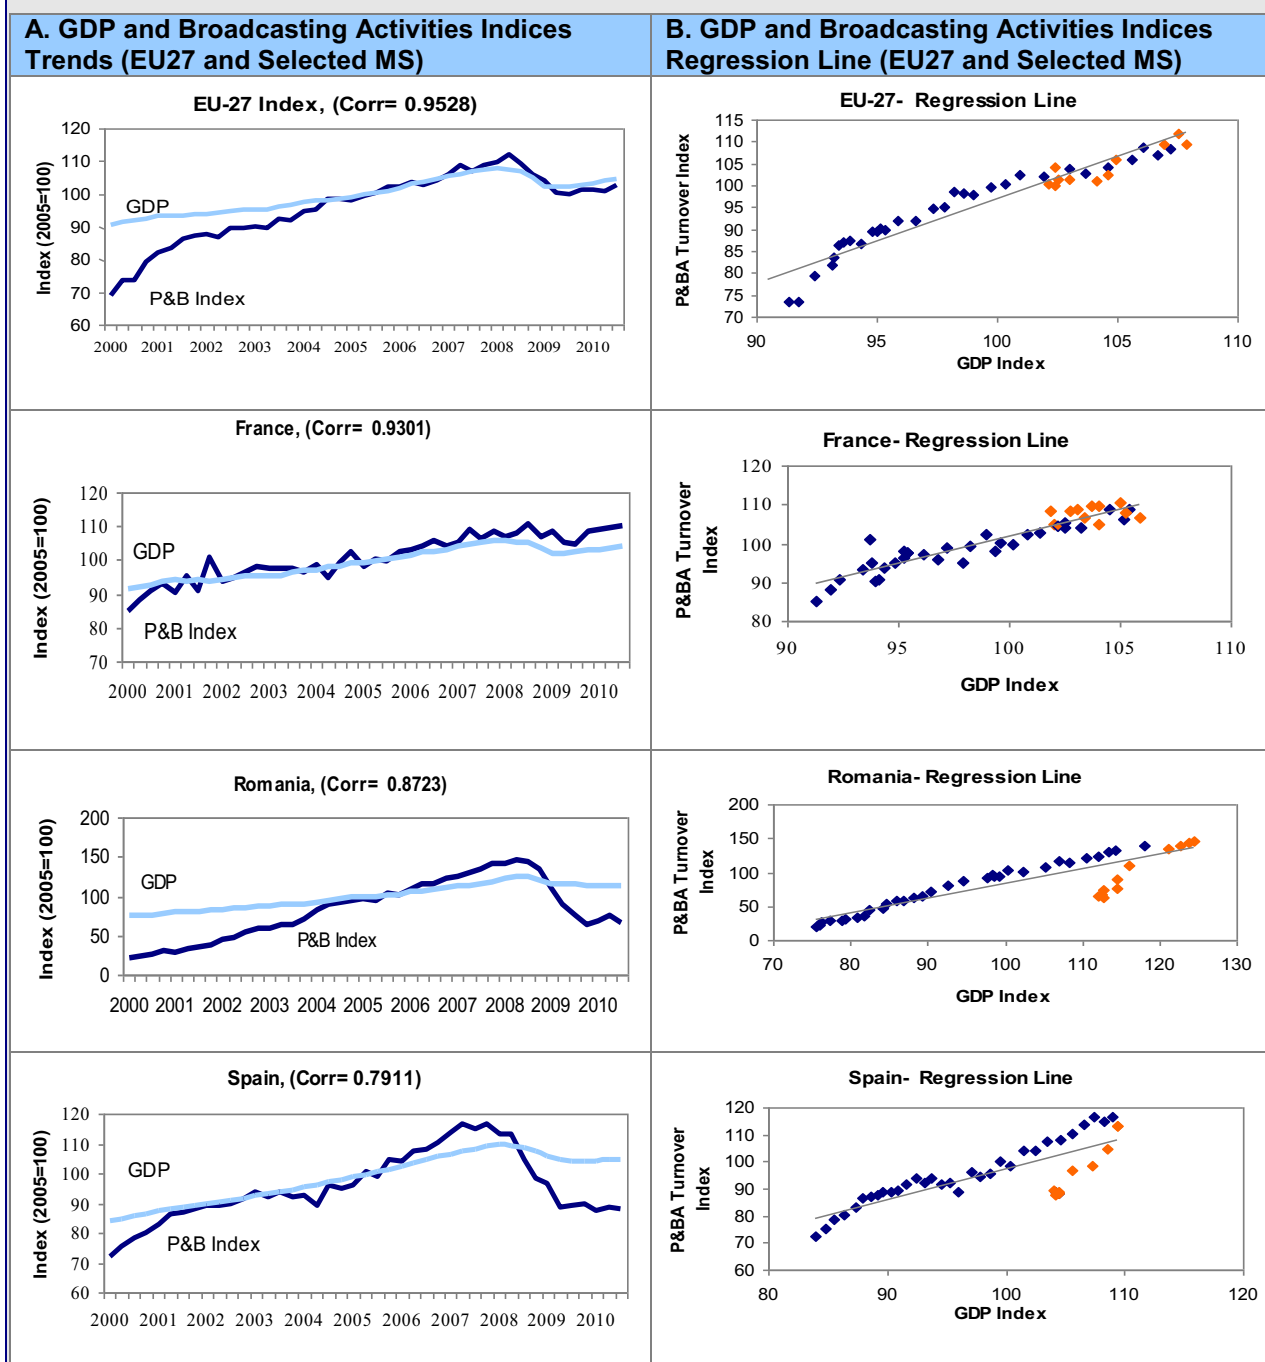 A. GDP and Broadcasting Activities Indices
Trends (EU27 and Selected MS)
B. GDP and Broadcasting Activities Indices
Regression Line (EU27 and Selected MS)
EU-27 Index, (Corr= 0.9528)
Index (2005=100)
120
110
100
90
80
70
60
GDP
P&B Index
2000 2001 2002 2003 2004 2005 2006 2007 2008 2009 2010
EU-27- Regression Line
P&BA Turnover Index
115
110
105
100
95
90
85
80
75
70
90 95 100 105 110
GDP Index
France, (Corr= 0.9301)
Index (2005=100)
120
110
100
90
80
70
GDP
P&B Index
2000 2001 2002 2003 2004 2005 2006 2007 2008 2009 2010
France- Regression Line
P&BA Turnover
Index
120
110
100
90
80
90 95 100 105 110
GDP Index
Romania, (Corr= 0.8723)
Index (2005=100)
200
150
100
50
0
GDP
P&B Index
2000 2001 2002 2003 2004 2005 2006 2007 2008 2009 2010
Romania- Regression Line
P&BA Turnover
Index
200
150
100
50
0
70 80 90 100 110 120 130
GDP Index
Spain, (Corr= 0.7911)
Index (2005=100)
120
110
100
90
80
70
60
GDP
P&B Index
2000 2001 2002 2003 2004 2005 2006 2007 2008 2009 2010
Spain- Regression Line
P&BA Turnover
Index
120
110
100
90
80
70
60
80 90 100 110 120
GDP Index